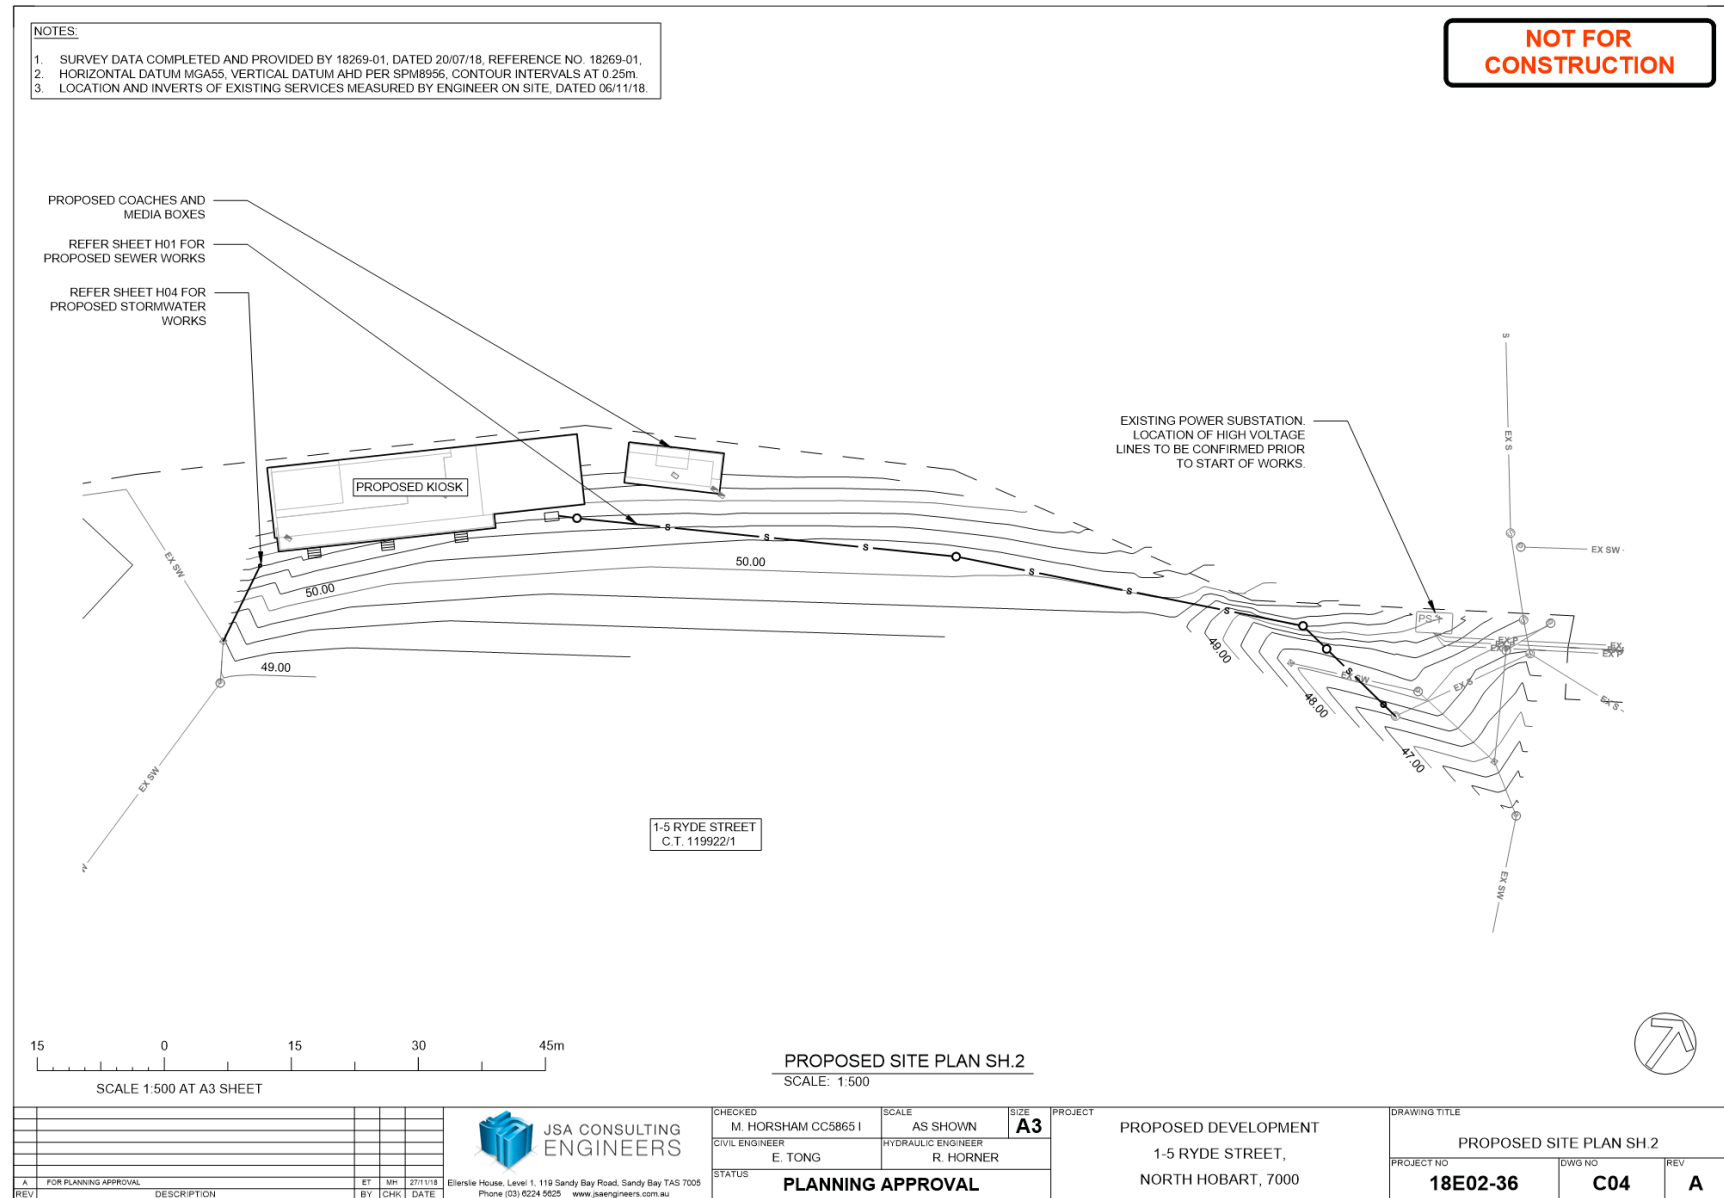 NOTES:
1. SURVEY DATA COMPLETED AND PROVIDED BY 18269-01, DATED 20/07/18, REFERENCE NO. 18269-01,
2. HORIZONTAL DATUM MGA55, VERTICAL DATUM AHD PER SPM8956, CONTOUR INTERVALS AT 0.25m.
3. LOCATION AND INVERTS OF EXISTING SERVICES MEASURED BY ENGINEER ON SITE, DATED 06/11/18.
NOT FOR
CONSTRUCTION
PROPOSED COACHES AND
MEDIA BOXES
REFER SHEET H01 FOR
PROPOSED SEWER WORKS
REFER SHEET H04 FOR
PROPOSED STORMWATER
WORKS
EXISTING POWER SUBSTATION.
LOCATION OF HIGH VOLTAGE
LINES TO BE CONFIRMED PRIOR
TO START OF WORKS.
PROPOSED KIOSK
S
S
S
S
S
S
S
S
EX S
EX SW
EX SW
50.00
50.00
49.00
49.00
48.00
47.00
PS
EX P
EX P
EX SW
EX S
EX S
EX SW
EX SW
1-5 RYDE STREET
C.T. 119922/1
15 0 15 30 45m
SCALE 1:500 AT A3 SHEET
PROPOSED SITE PLAN SH.2
SCALE: 1:500
A FOR PLANNING APPROVAL ET MH 27/11/18
REV DESCRIPTION BY CHK DATE
JSA CONSULTING
ENGINEERS
Ellerslie House, Level 1, 119 Sandy Bay Road, Sandy Bay TAS 7005
Phone (03) 6224 5625 www.jsaengineers.com.au
CHECKED
M. HORSHAM CC5865 I
SCALE
AS SHOWN
SIZE
A3
CIVIL ENGINEER
E. TONG
HYDRAULIC ENGINEER
R. HORNER
STATUS
PLANNING APPROVAL
PROJECT
PROPOSED DEVELOPMENT
1-5 RYDE STREET,
NORTH HOBART, 7000
DRAWING TITLE
PROPOSED SITE PLAN SH.2
PROJECT NO
18E02-36
DWG NO
C04
REV
A